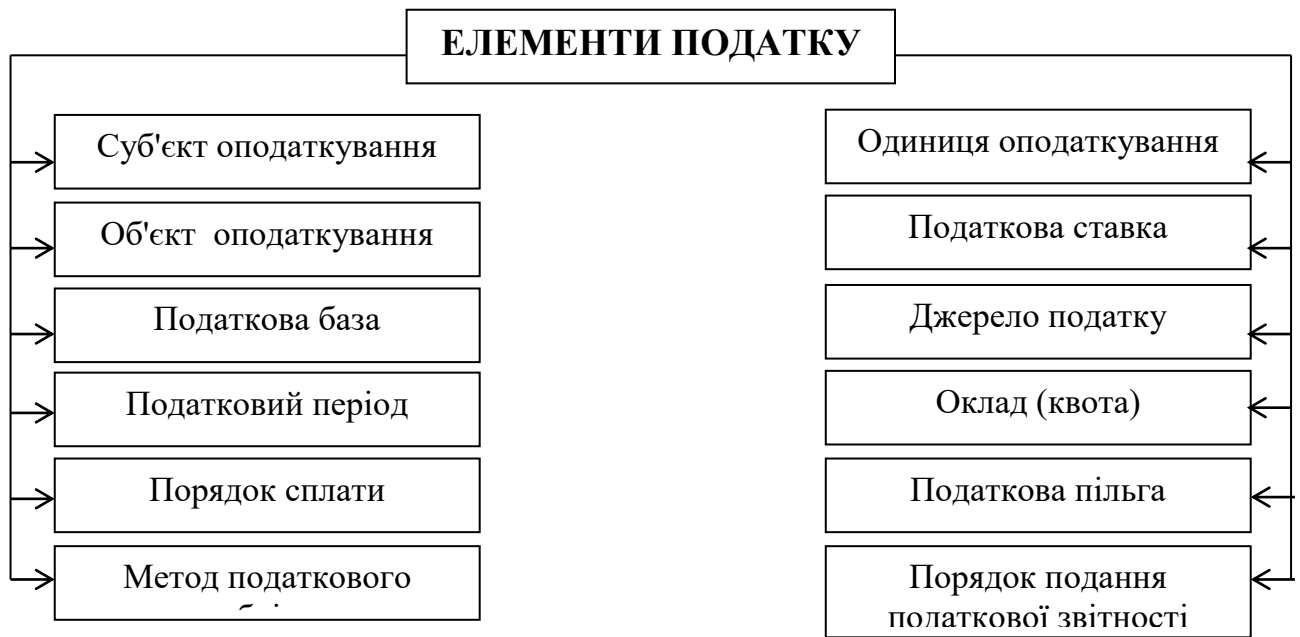 ЕЛЕМЕНТИ ПОДАТКУ
Суб'єкт оподаткування
Об'єкт оподаткування
Податкова база
Податковий період
Порядок сплати
Метод податкового
Одиниця оподаткування
Податкова ставка
Джерело податку
Оклад (квота)
Податкова пільга
Порядок подання
податкової звітності